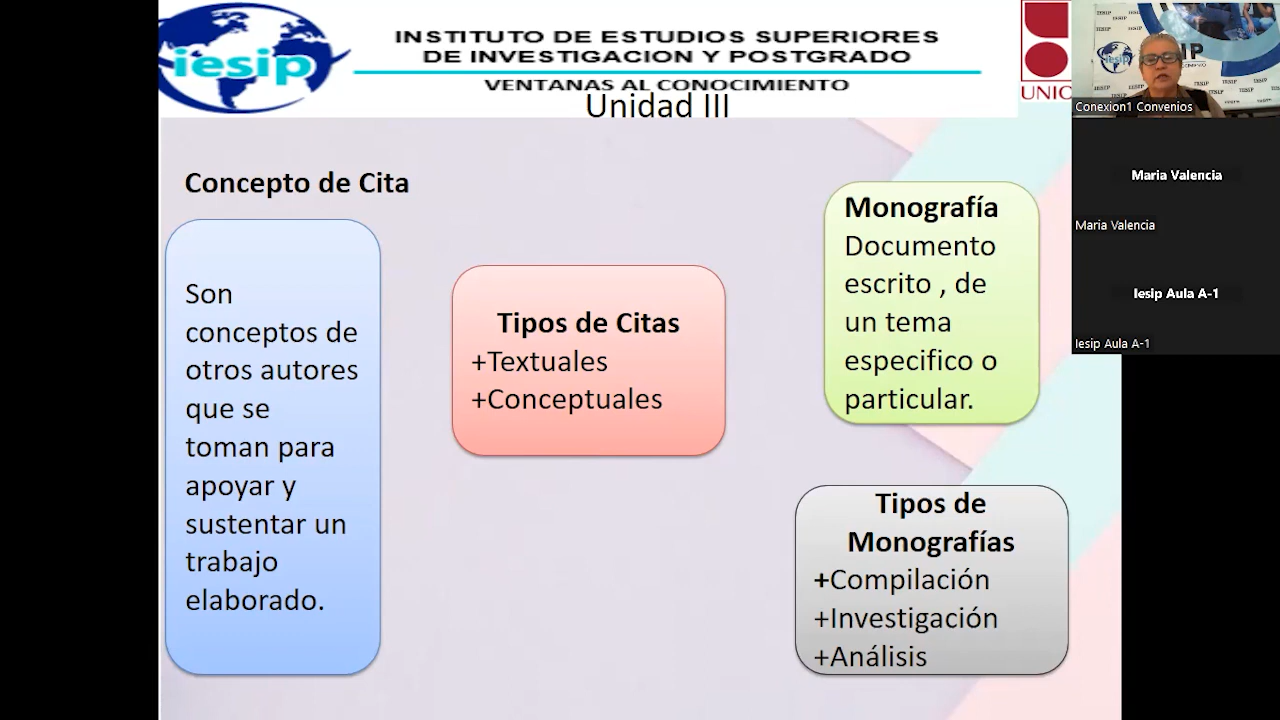 iesip
INSTITUTO DE ESTUDIOS SUPERIORES
DE INVESTIGACION Y POSTGRADO
VENTANAS AL CONOCIMIENTO
Unidad III
UNIC
Concepto de Cita
Son
conceptos de
otros autores
que se
toman para
apoyar y
sustentar un
trabajo
elaborado.
Tipos de Citas
+Textuales
+Conceptuales
Monografía
Documento
escrito , de
un tema
especifico o
particular.
Tipos de
Monografías
+Compilación
+Investigación
+Análisis
Conexion1 Convenios
Maria Valencia
Maria Valencia
Iesip Aula A-1
Iesip Aula A-1